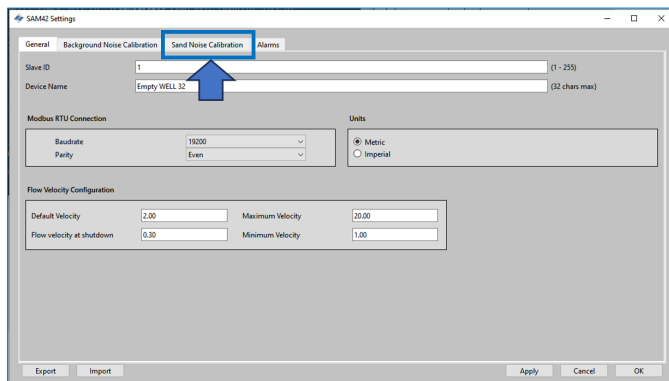 SAM42 Settings
General Background Noise Calibration Sand Noise Calibration Alarms
Slave ID 1 (1 - 255)
Device Name Empty WELL 32 (32 chars max)
Modbus RTU Connection Units
Baudrate 19200 Metric
Parity Even Imperial
Flow Velocity Configuration
Default Velocity 2.00 Maximum Velocity 20.00
Flow velocity at shutdown 0.30 Minimum Velocity 1.00
Export Import Apply Cancel OK